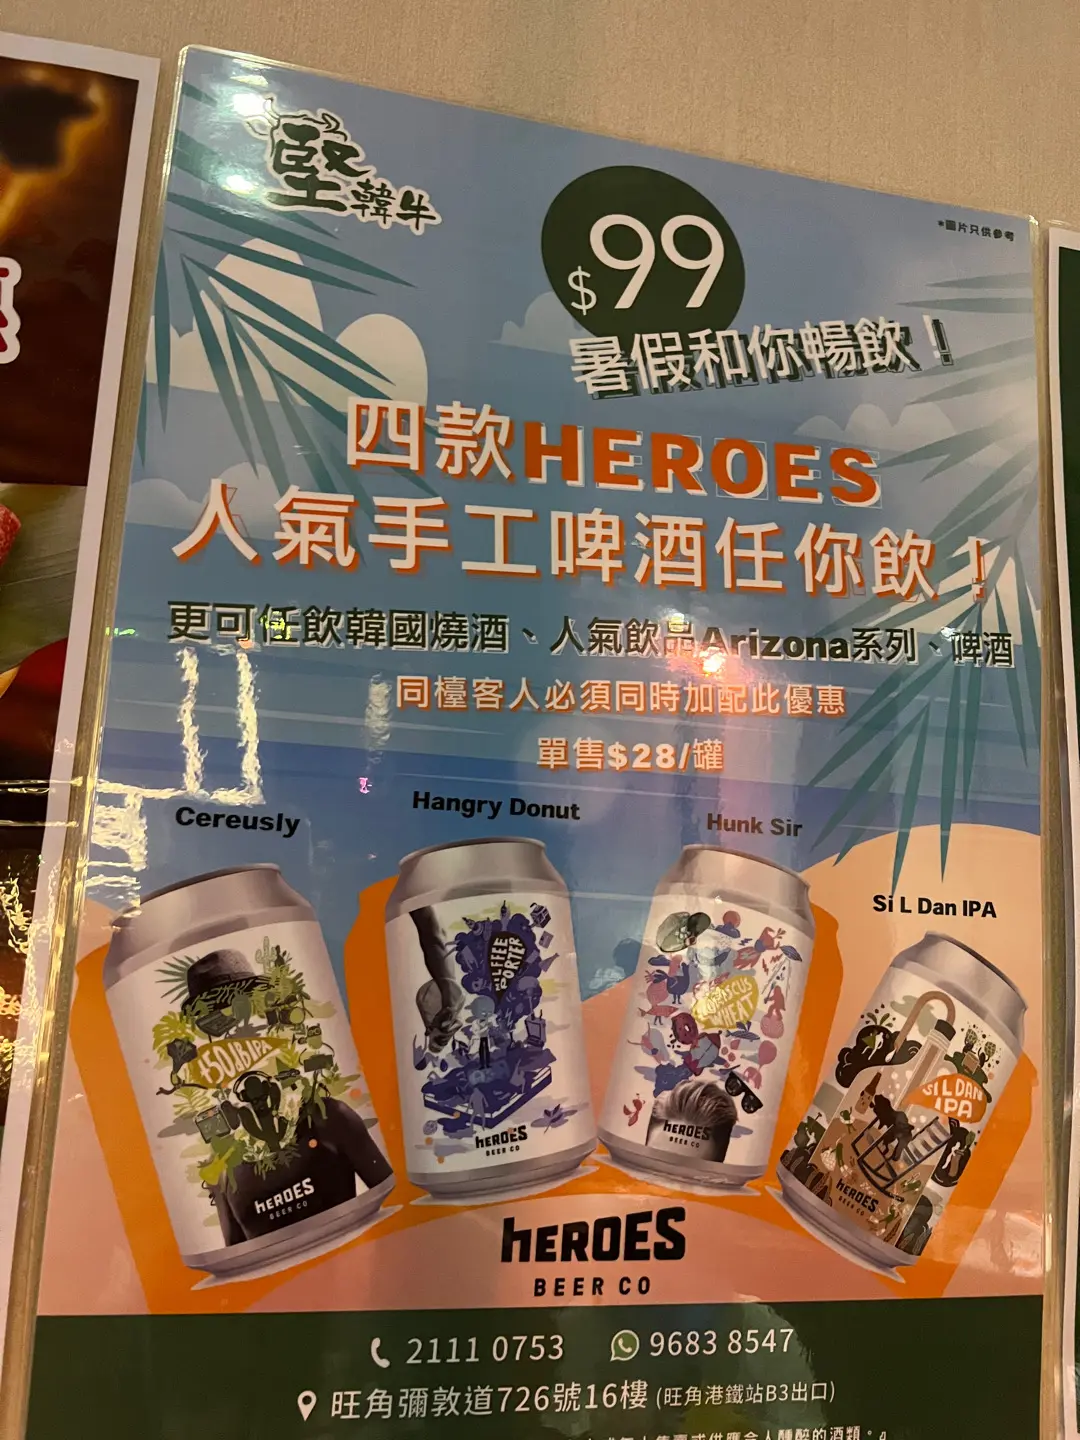 堅韓牛
*圖片只供參考
$99
暑假和你暢飲！
四款HEROES
人氣手工啤酒任你飲！
更可任飲韓國燒酒、人氣飲品Arizona系列、啤酒
同檯客人必須同時加配此優惠
單售$28/罐
Cereusly
Hangry Donut
Hunk Sir
Si L Dan IPA
PORTER
WHEAT
SI L DAN
IPA
HEROES
BEER CO
HEROES
BEER CO
HEROES
BEER CO
HEROES
BEER CO
HEROES
BEER CO
2111 0753
9683 8547
旺角彌敦道726號16樓 (旺角港鐵站B3出口)